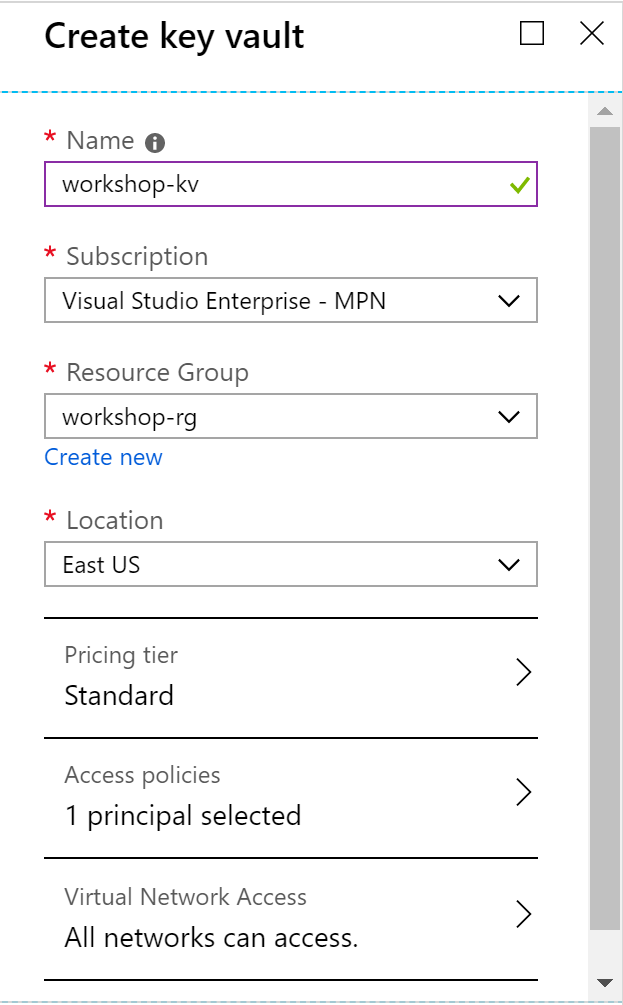 Create key vault
* Name
workshop-kv
* Subscription
Visual Studio Enterprise - MPN
* Resource Group
workshop-rg
Create new
* Location
East US
Pricing tier
Standard
Access policies
1 principal selected
Virtual Network Access
All networks can access.